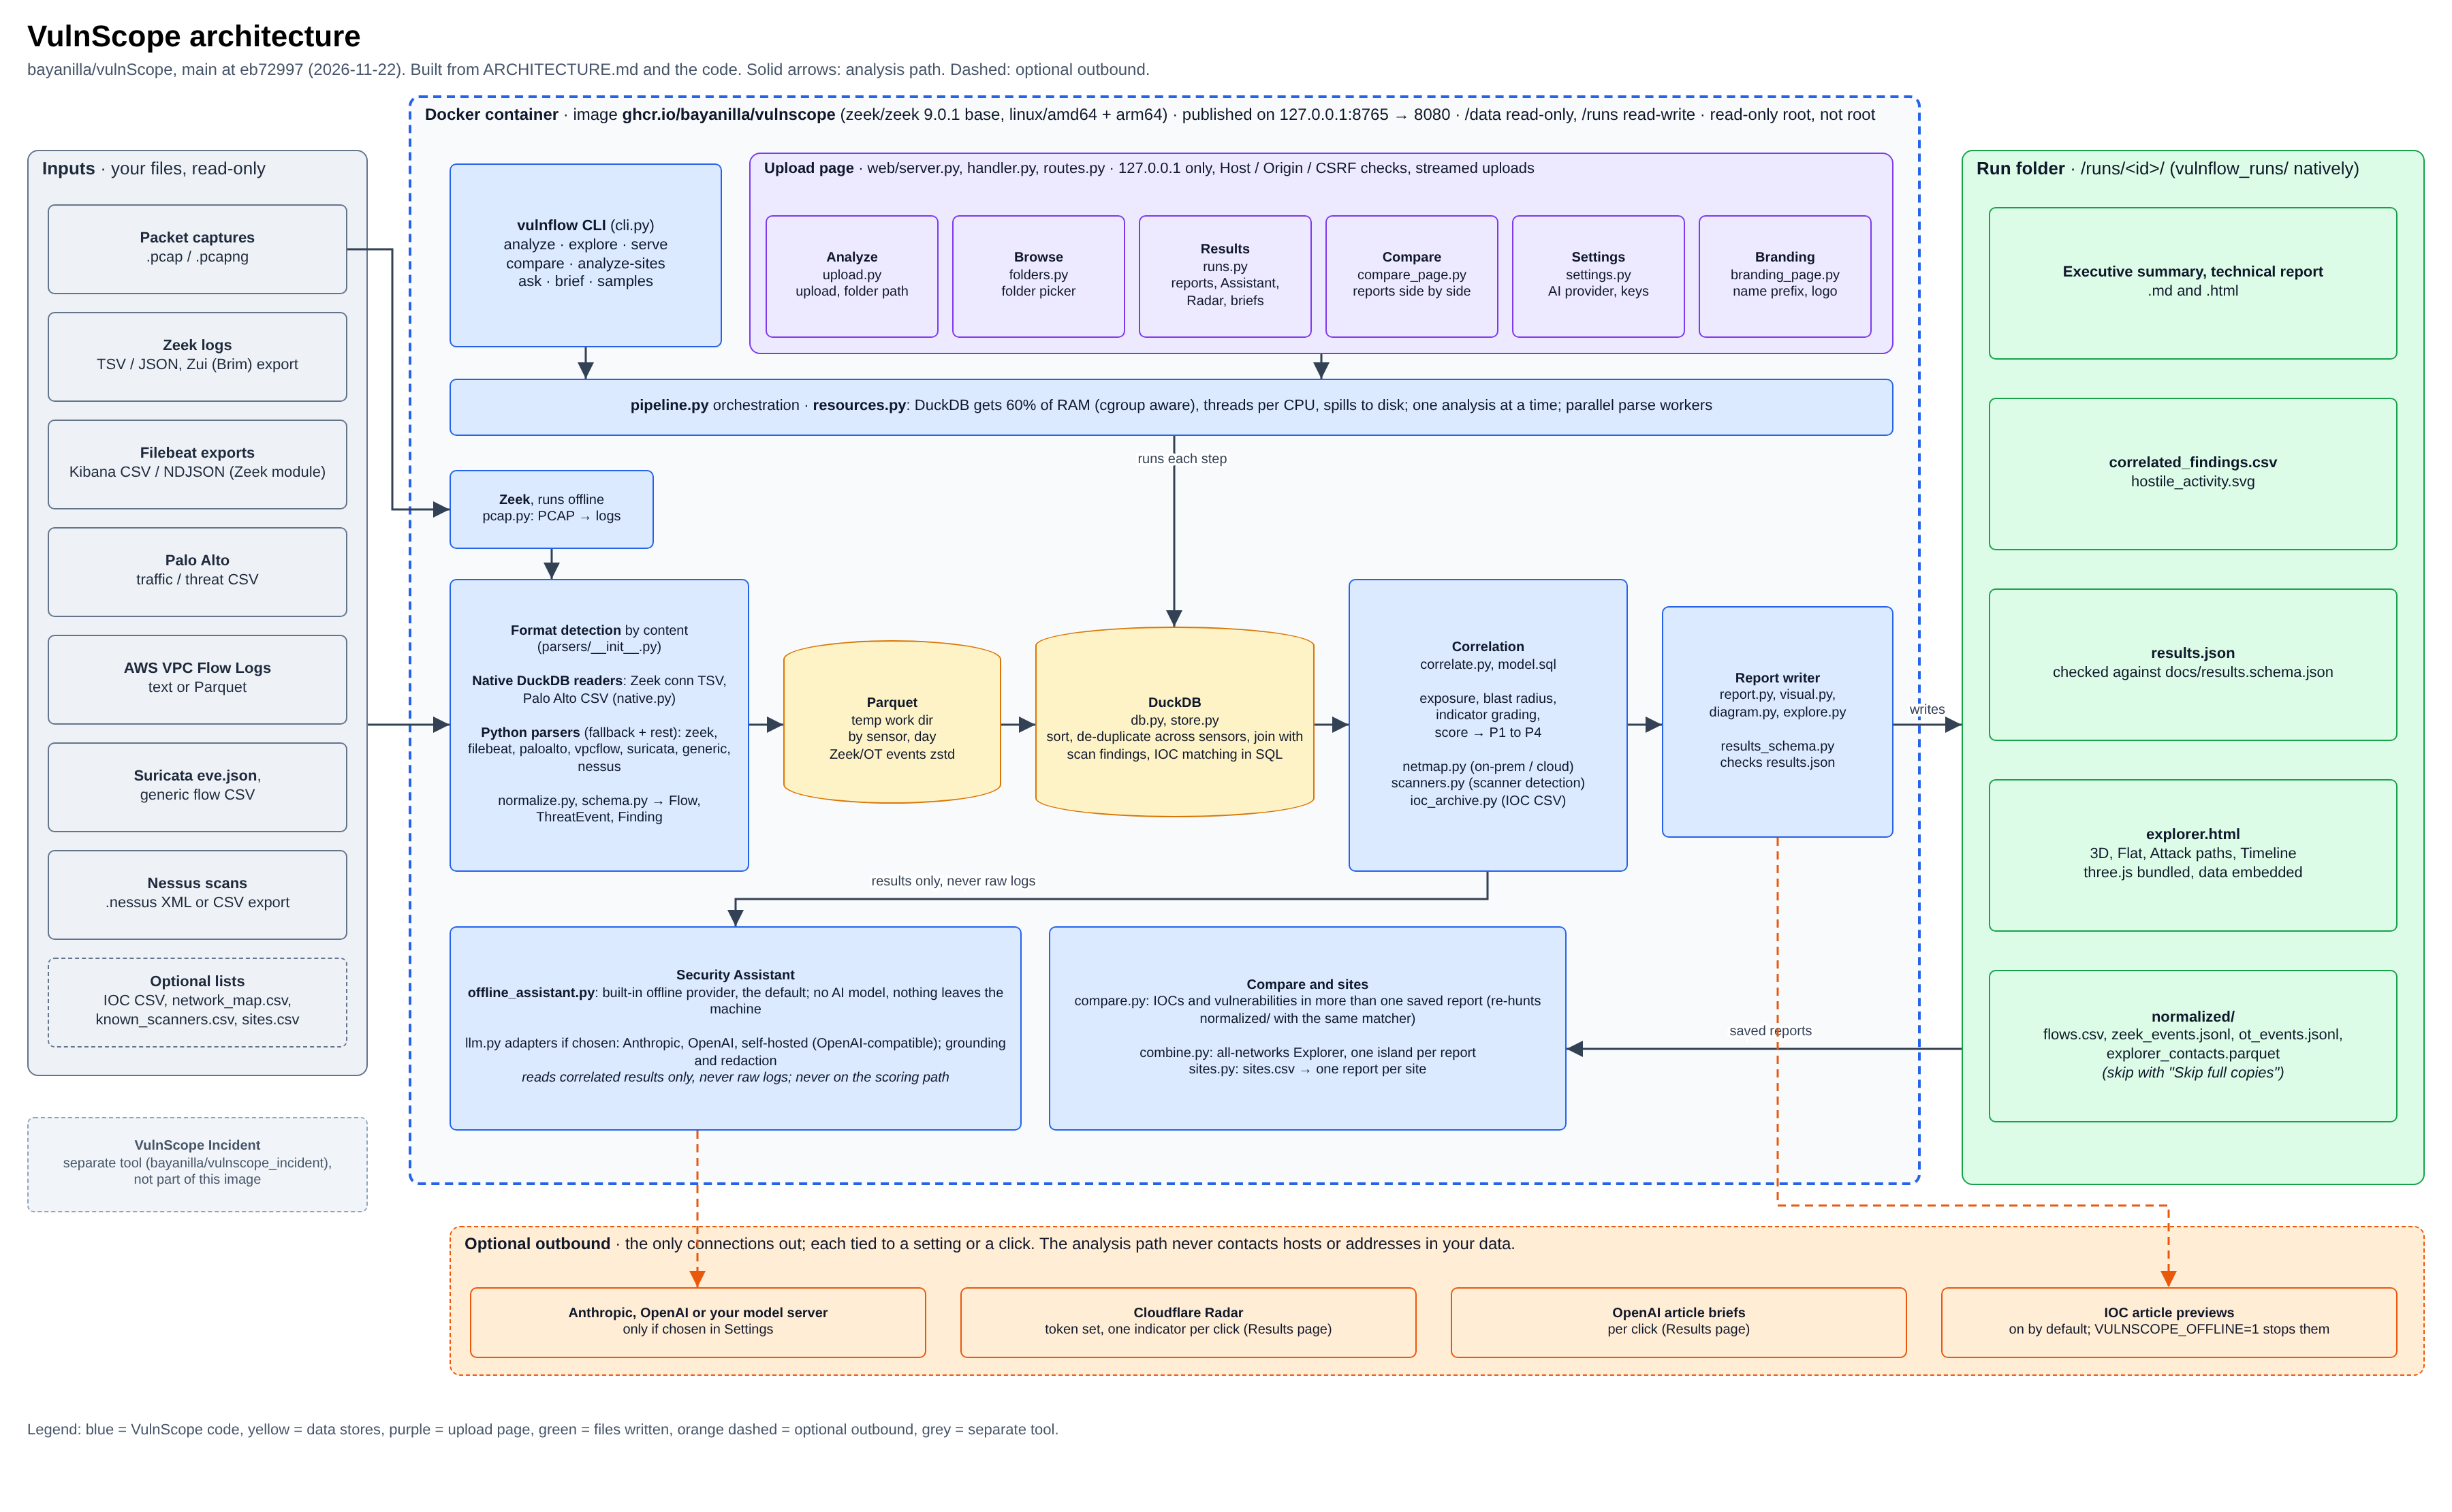 VulnScope architecture
bayanilla/vulnScope, main at eb72997 (2026-11-22). Built from ARCHITECTURE.md and the code. Solid arrows: analysis path. Dashed: optional outbound.
Docker container · image ghcr.io/bayanilla/vulnscope (zeek/zeek 9.0.1 base, linux/amd64 + arm64) · published on 127.0.0.1:8765 → 8080 · /data read-only, /runs read-write · read-only root, not root
Inputs · your files, read-only
Packet captures
.pcap / .pcapng
Zeek logs
TSV / JSON, Zui (Brim) export
Filebeat exports
Kibana CSV / NDJSON (Zeek module)
Palo Alto
traffic / threat CSV
AWS VPC Flow Logs
text or Parquet
Suricata eve.json,
generic flow CSV
Nessus scans
.nessus XML or CSV export
Optional lists
IOC CSV, network_map.csv,
known_scanners.csv, sites.csv
VulnScope Incident
separate tool (bayanilla/vulnscope_incident),
not part of this image
vulnflow CLI (cli.py)
analyze · explore · serve
compare · analyze-sites
ask · brief · samples
Upload page · web/server.py, handler.py, routes.py · 127.0.0.1 only, Host / Origin / CSRF checks, streamed uploads
Analyze
upload.py
upload, folder path
Browse
folders.py
folder picker
Results
runs.py
reports, Assistant,
Radar, briefs
Compare
compare_page.py
reports side by side
Settings
settings.py
AI provider, keys
Branding
branding_page.py
name prefix, logo
pipeline.py orchestration · resources.py: DuckDB gets 60% of RAM (cgroup aware), threads per CPU, spills to disk; one analysis at a time; parallel parse workers
runs each step
Zeek, runs offline
pcap.py: PCAP → logs
Format detection by content
(parsers/__init__.py)
Native DuckDB readers: Zeek conn TSV,
Palo Alto CSV (native.py)
Python parsers (fallback + rest): zeek,
filebeat, paloalto, vpcflow, suricata, generic,
nessus
normalize.py, schema.py → Flow,
ThreatEvent, Finding
Parquet
temp work dir
by sensor, day
Zeek/OT events zstd
DuckDB
db.py, store.py
sort, de-duplicate across sensors, join with
scan findings, IOC matching in SQL
Correlation
correlate.py, model.sql
exposure, blast radius,
indicator grading,
score → P1 to P4
netmap.py (on-prem / cloud)
scanners.py (scanner detection)
ioc_archive.py (IOC CSV)
Report writer
report.py, visual.py,
diagram.py, explore.py
results_schema.py
checks results.json
writes
results only, never raw logs
Security Assistant
offline_assistant.py: built-in offline provider, the default; no AI model, nothing leaves the
machine
llm.py adapters if chosen: Anthropic, OpenAI, self-hosted (OpenAI-compatible); grounding
and redaction
reads correlated results only, never raw logs; never on the scoring path
Compare and sites
compare.py: IOCs and vulnerabilities in more than one saved report (re-hunts
normalized/ with the same matcher)
combine.py: all-networks Explorer, one island per report
sites.py: sites.csv → one report per site
saved reports
Run folder · /runs/<id>/ (vulnflow_runs/ natively)
Executive summary, technical report
.md and .html
correlated_findings.csv
hostile_activity.svg
results.json
checked against docs/results.schema.json
explorer.html
3D, Flat, Attack paths, Timeline
three.js bundled, data embedded
normalized/
flows.csv, zeek_events.jsonl, ot_events.jsonl,
explorer_contacts.parquet
(skip with "Skip full copies")
Optional outbound · the only connections out; each tied to a setting or a click. The analysis path never contacts hosts or addresses in your data.
Anthropic, OpenAI or your model server
only if chosen in Settings
Cloudflare Radar
token set, one indicator per click (Results page)
OpenAI article briefs
per click (Results page)
IOC article previews
on by default; VULNSCOPE_OFFLINE=1 stops them
Legend: blue = VulnScope code, yellow = data stores, purple = upload page, green = files written, orange dashed = optional outbound, grey = separate tool.